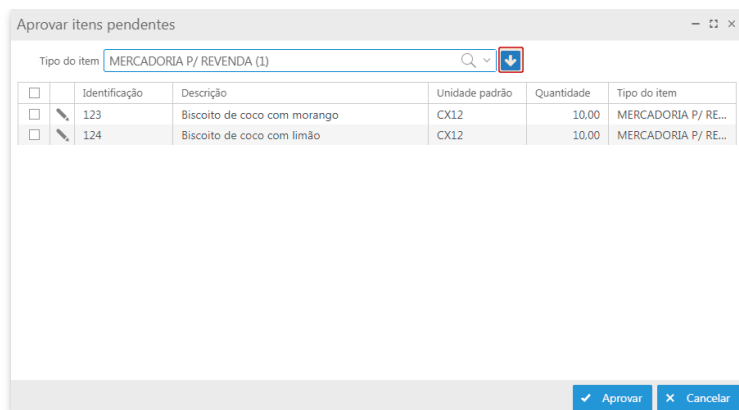 Aprovar itens pendentes
Tipo do item MERCADORIA P/ REVENDA (1)
Identificação Descrição Unidade padrão Quantidade Tipo do item
123 Biscoito de coco com morango CX12 10,00 MERCADORIA P/ RE...
124 Biscoito de coco com limão CX12 10,00 MERCADORIA P/ RE...
Aprovar Cancelar